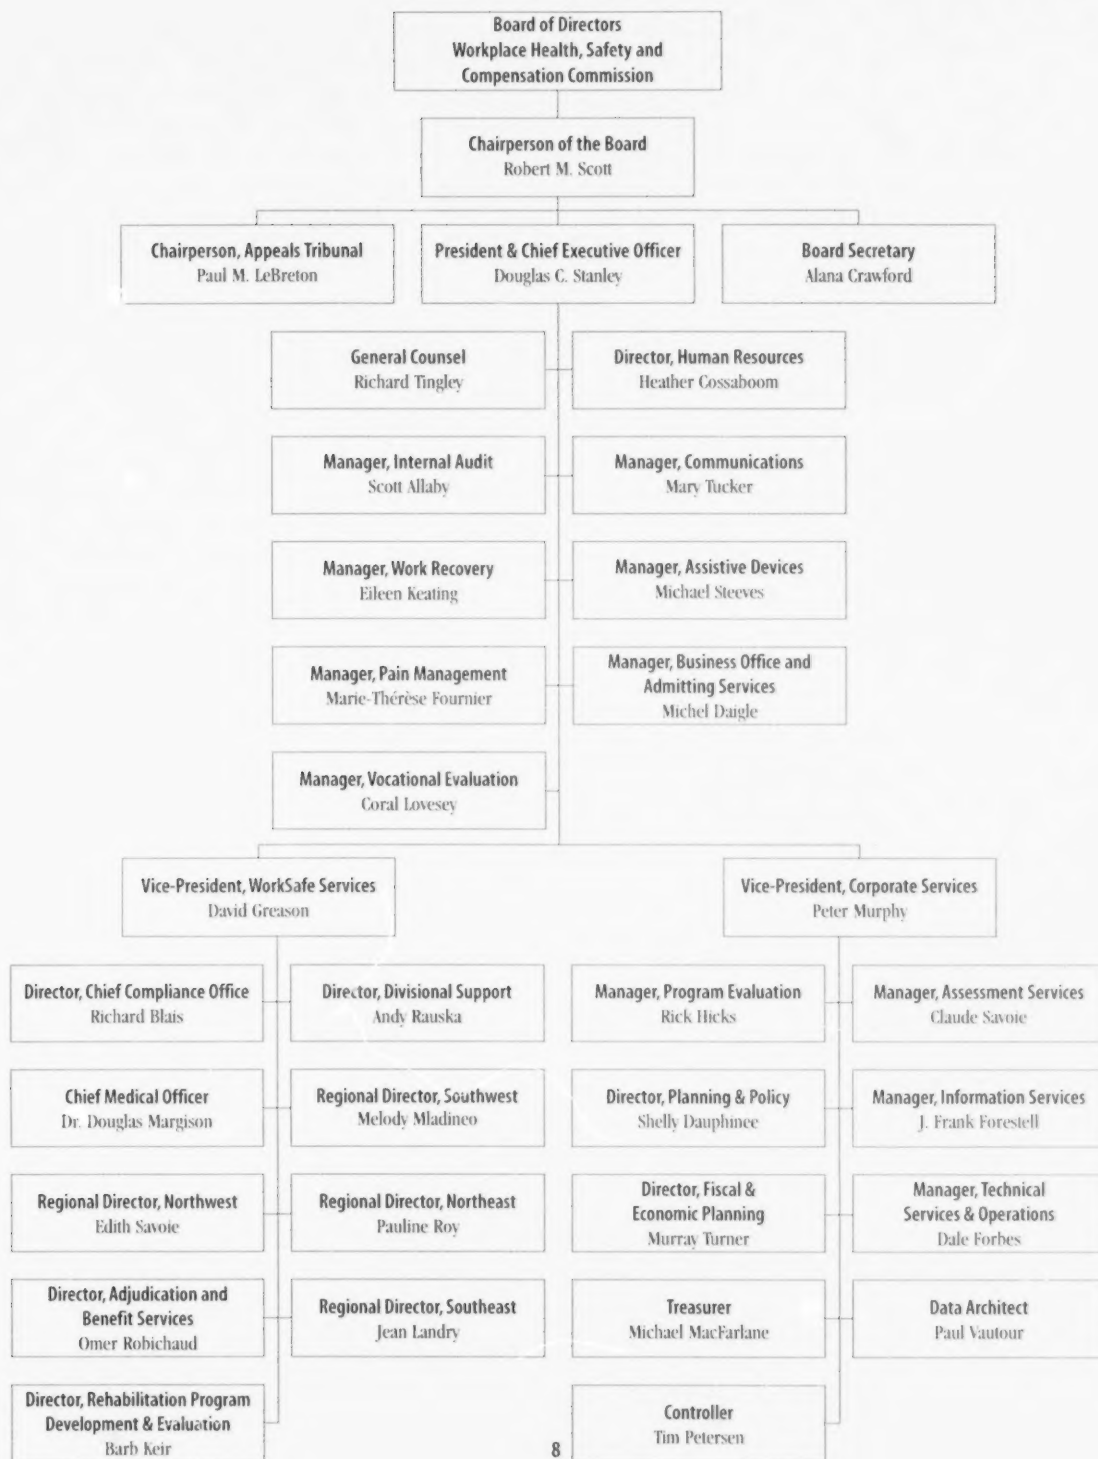 Board of Directors
Workplace Health, Safety and
Compensation Commission
Chairperson of the Board
Robert M. Scott
Chairperson, Appeals Tribunal
Paul M. LeBreton
President & Chief Executive Officer
Douglas C. Stanley
Board Secretary
Alana Crawford
General Counsel
Richard Tingley
Director, Human Resources
Heather Cossaboom
Manager, Internal Audit
Scott Allaby
Manager, Communications
Mary Tucker
Manager, Work Recovery
Eileen Keating
Manager, Assistive Devices
Michael Steeves
Manager, Pain Management
Marie-Thérèse Fournier
Manager, Business Office and
Admitting Services
Michel Daigle
Manager, Vocational Evaluation
Coral Lovesey
Vice-President, WorkSafe Services
David Greason
Vice-President, Corporate Services
Peter Murphy
Director, Chief Compliance Office
Richard Blais
Director, Divisional Support
Andy Rauska
Manager, Program Evaluation
Rick Hicks
Manager, Assessment Services
Claude Savoie
Chief Medical Officer
Dr. Douglas Margison
Regional Director, Southwest
Melody Mladineo
Director, Planning & Policy
Shelly Dauphinee
Manager, Information Services
J. Frank Forestell
Regional Director, Northwest
Edith Savoie
Regional Director, Northeast
Pauline Roy
Director, Fiscal &
Economic Planning
Murray Turner
Manager, Technical
Services & Operations
Dale Forbes
Director, Adjudication and
Benefit Services
Omer Robichaud
Regional Director, Southeast
Jean Landry
Treasurer
Michael MacFarlane
Data Architect
Paul Vautour
Director, Rehabilitation Program
Development & Evaluation
Barb Keir
Controller
Tim Petersen
8